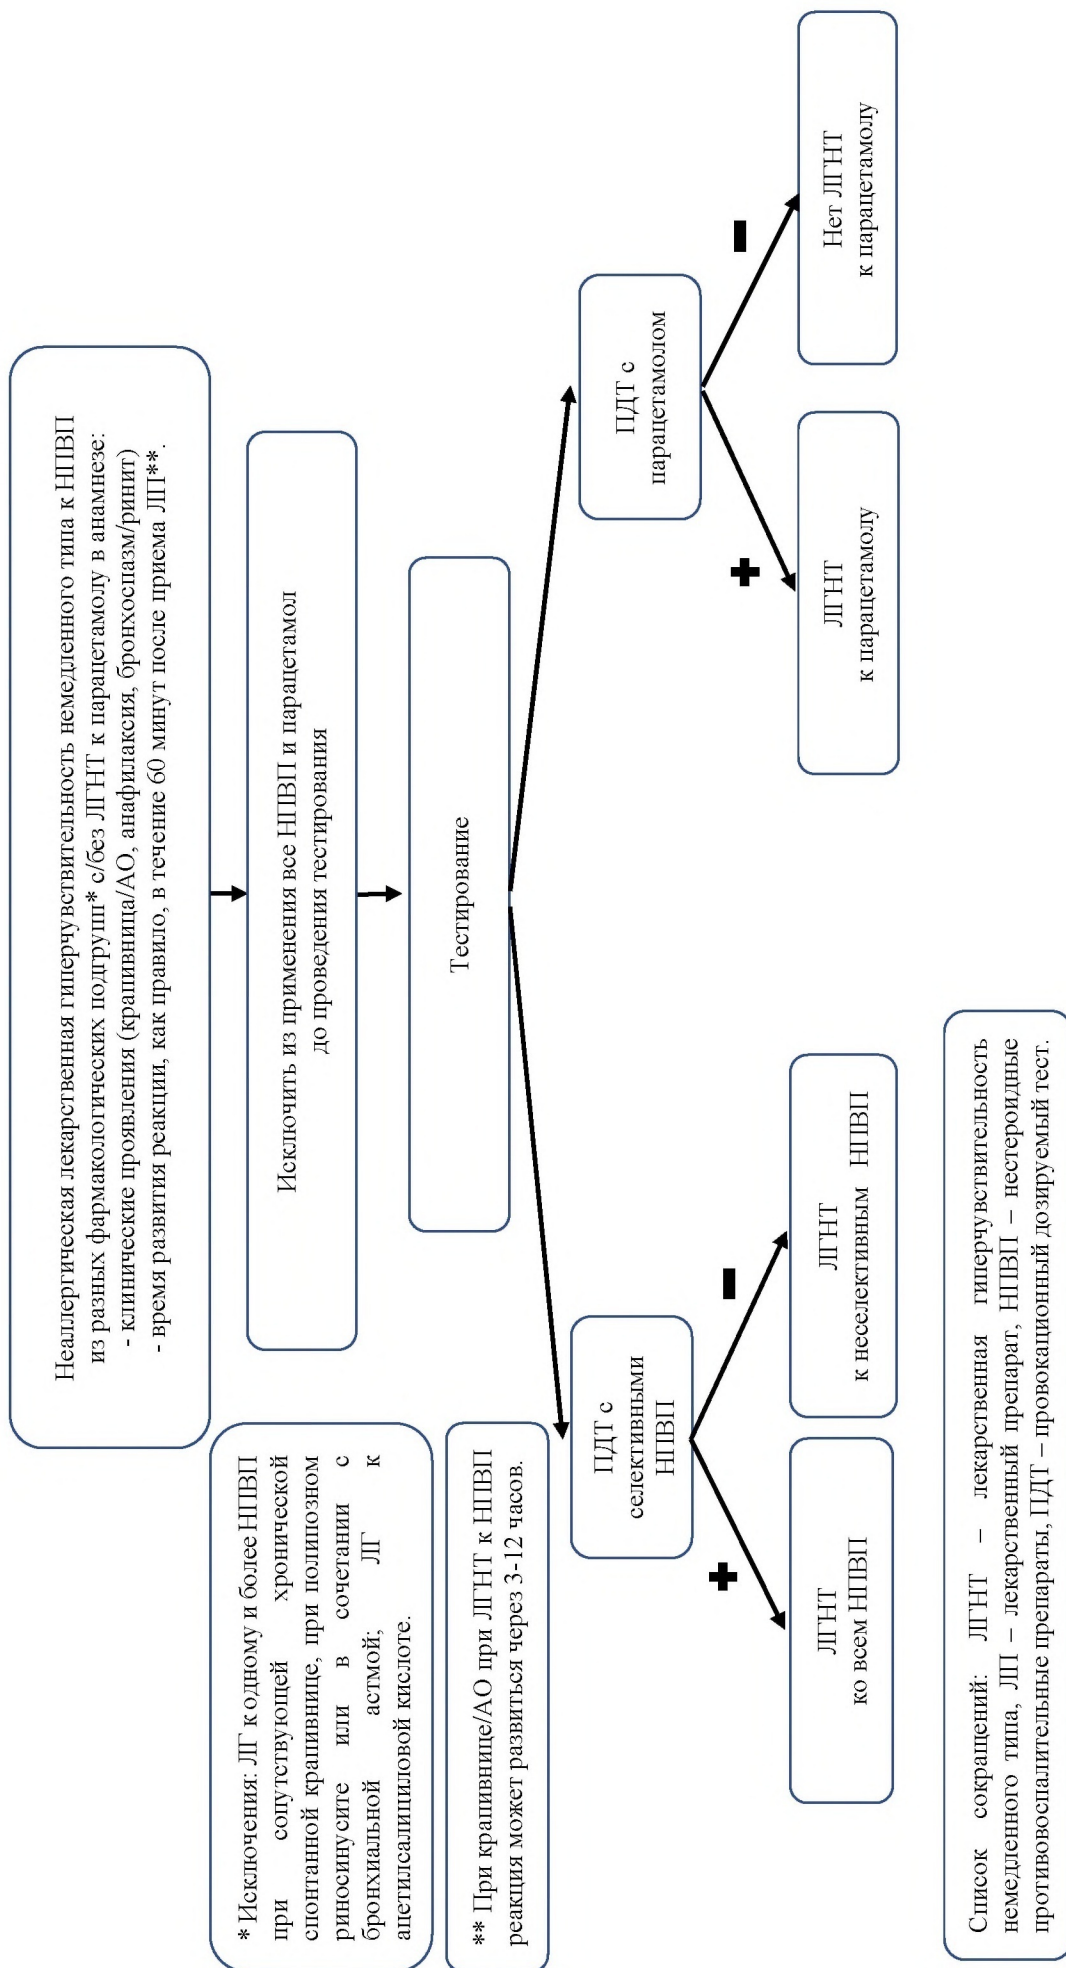 Неаллергическая лекарственная гиперчувствительность немедленного типа к НПВП
из разных фармакологических подгрупп* с/без ЛГНТ к парацетамолу в анамнезе:
- клинические проявления (крапивница/АО, анафилаксия, бронхоспазм/ринит)
- время развития реакции, как правило, в течение 60 минут после приема ЛП**.
* Исключения: ЛГ к одному и более НПВП
при сопутствующей хронической
спонтанной крапивнице, при полипозном
риносинусите или в сочетании с
бронхиальной астмой; ЛГ к
ацетилсалициловой кислоте.
Исключить из применения все НПВП и парацетамол
до проведения тестирования
** При крапивнице/АО при ЛГНТ к НПВП
реакция может развиться через 3-12 часов.
Тестирование
ПДТ с
селективными
НПВП
ПДТ с
парацетамолом
+
-
+
-
ЛГНТ
ко всем НПВП
ЛГНТ
к неселективным НПВП
ЛГНТ
к парацетамолу
Нет ЛГНТ
к парацетамолу
Список сокращений: ЛГНТ – лекарственная гиперчувствительность
немедленного типа, ЛП – лекарственный препарат, НПВП – нестероидные
противовоспалительные препараты, ПДТ – провокационный дозируемый тест.